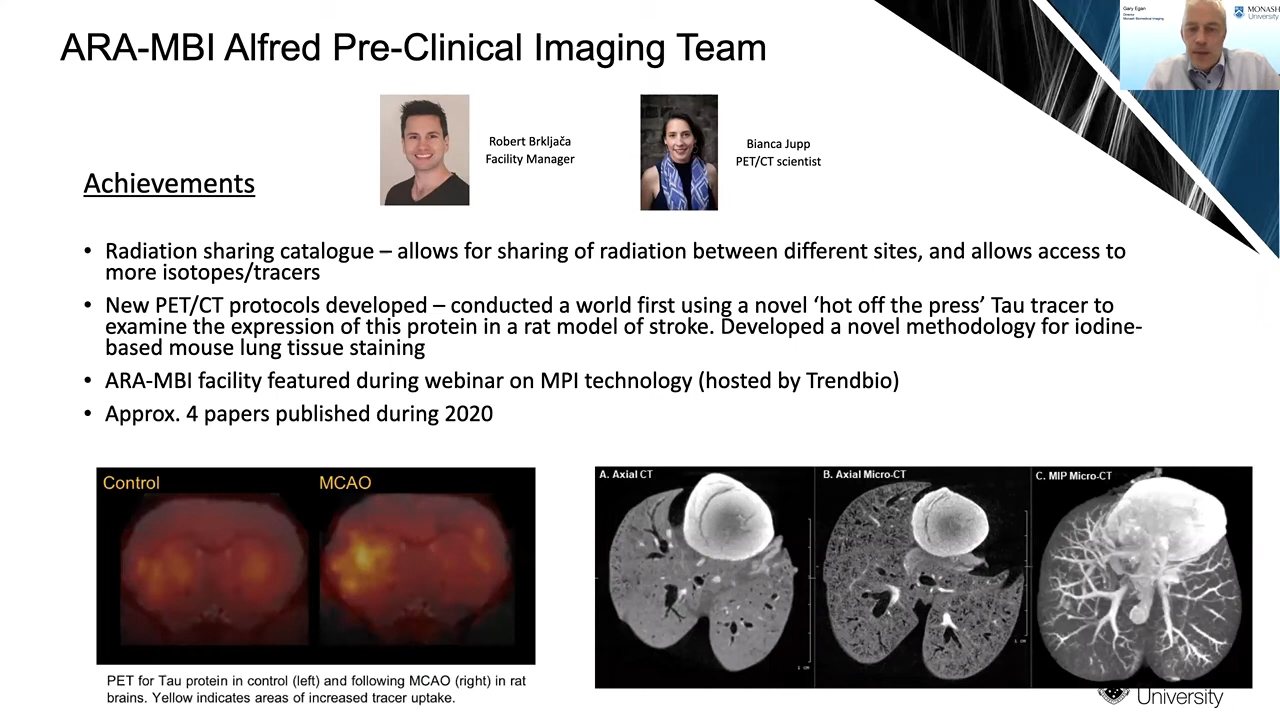 ARA-MBI Alfred Pre-Clinical Imaging Team
Gary Egan
Director
Monash Biomedical Imaging
MONASH
University
Robert Brkljača
Facility Manager
Bianca Jupp
PET/CT scientist
Achievements
• Radiation sharing catalogue – allows for sharing of radiation between different sites, and allows access to
more isotopes/tracers
• New PET/CT protocols developed – conducted a world first using a novel ‘hot off the press’ Tau tracer to
examine the expression of this protein in a rat model of stroke. Developed a novel methodology for iodine-
based mouse lung tissue staining
• ARA-MBI facility featured during webinar on MPI technology (hosted by Trendbio)
• Approx. 4 papers published during 2020
Control
MCAO
A. Axial CT
B. Axial Micro-CT
C. MIP Micro-CT
1 CM
1 CM
PET for Tau protein in control (left) and following MCAO (right) in rat
brains. Yellow indicates areas of increased tracer uptake.
University